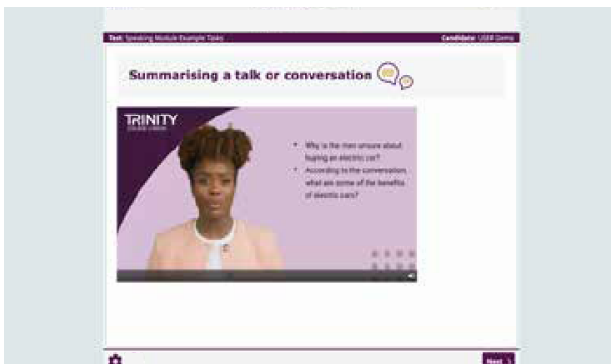 Test: Speaking Module Example Tasks
Candidate: USER Demo
Summarising a talk or conversation
TRINITY
COLLEGE LONDON
• Why is the man unsure about
buying an electric car?
• According to the conversation,
what are some of the benefits
of electric cars?
Next